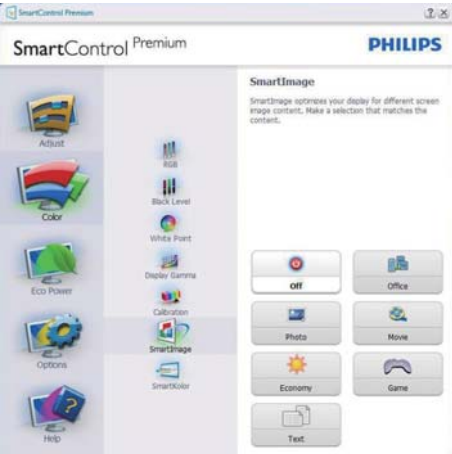 SmartControl Premium
SmartControl Premium
PHILIPS
Adjust
Color
Eco Power
Options
Help
RGB
Black Level
White Point
Display Gamma
Calibration
SmartImage
SmartKolor
SmartImage
SmartImage optimizes your display for different screen
image content. Make a selection that matches the
content.
Off
Office
Photo
Movie
Economy
Game
Text